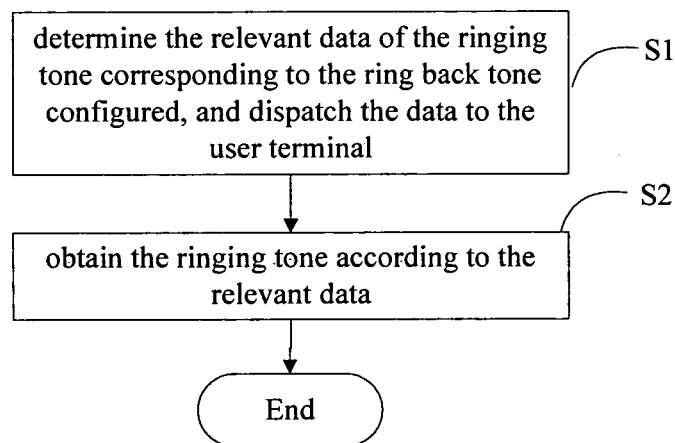 determine the relevant data of the ringing
tone corresponding to the ring back tone
configured, and dispatch the data to the
user terminal
S1
S2
obtain the ringing tone according to the
relevant data
End